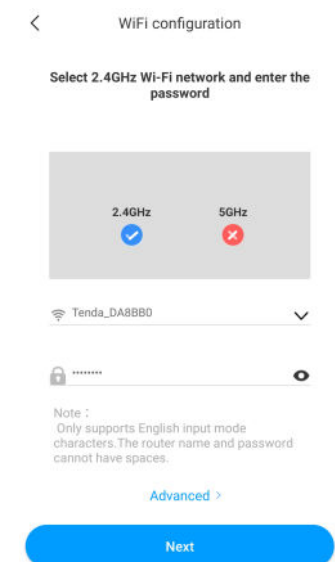 WiFi configuration
Select 2.4GHz Wi-Fi network and enter the
password
2.4GHz
5GHz
Tenda_DA8BB0
········
Note：
Only supports English input mode
characters.The router name and password
cannot have spaces.
Advanced >
Next